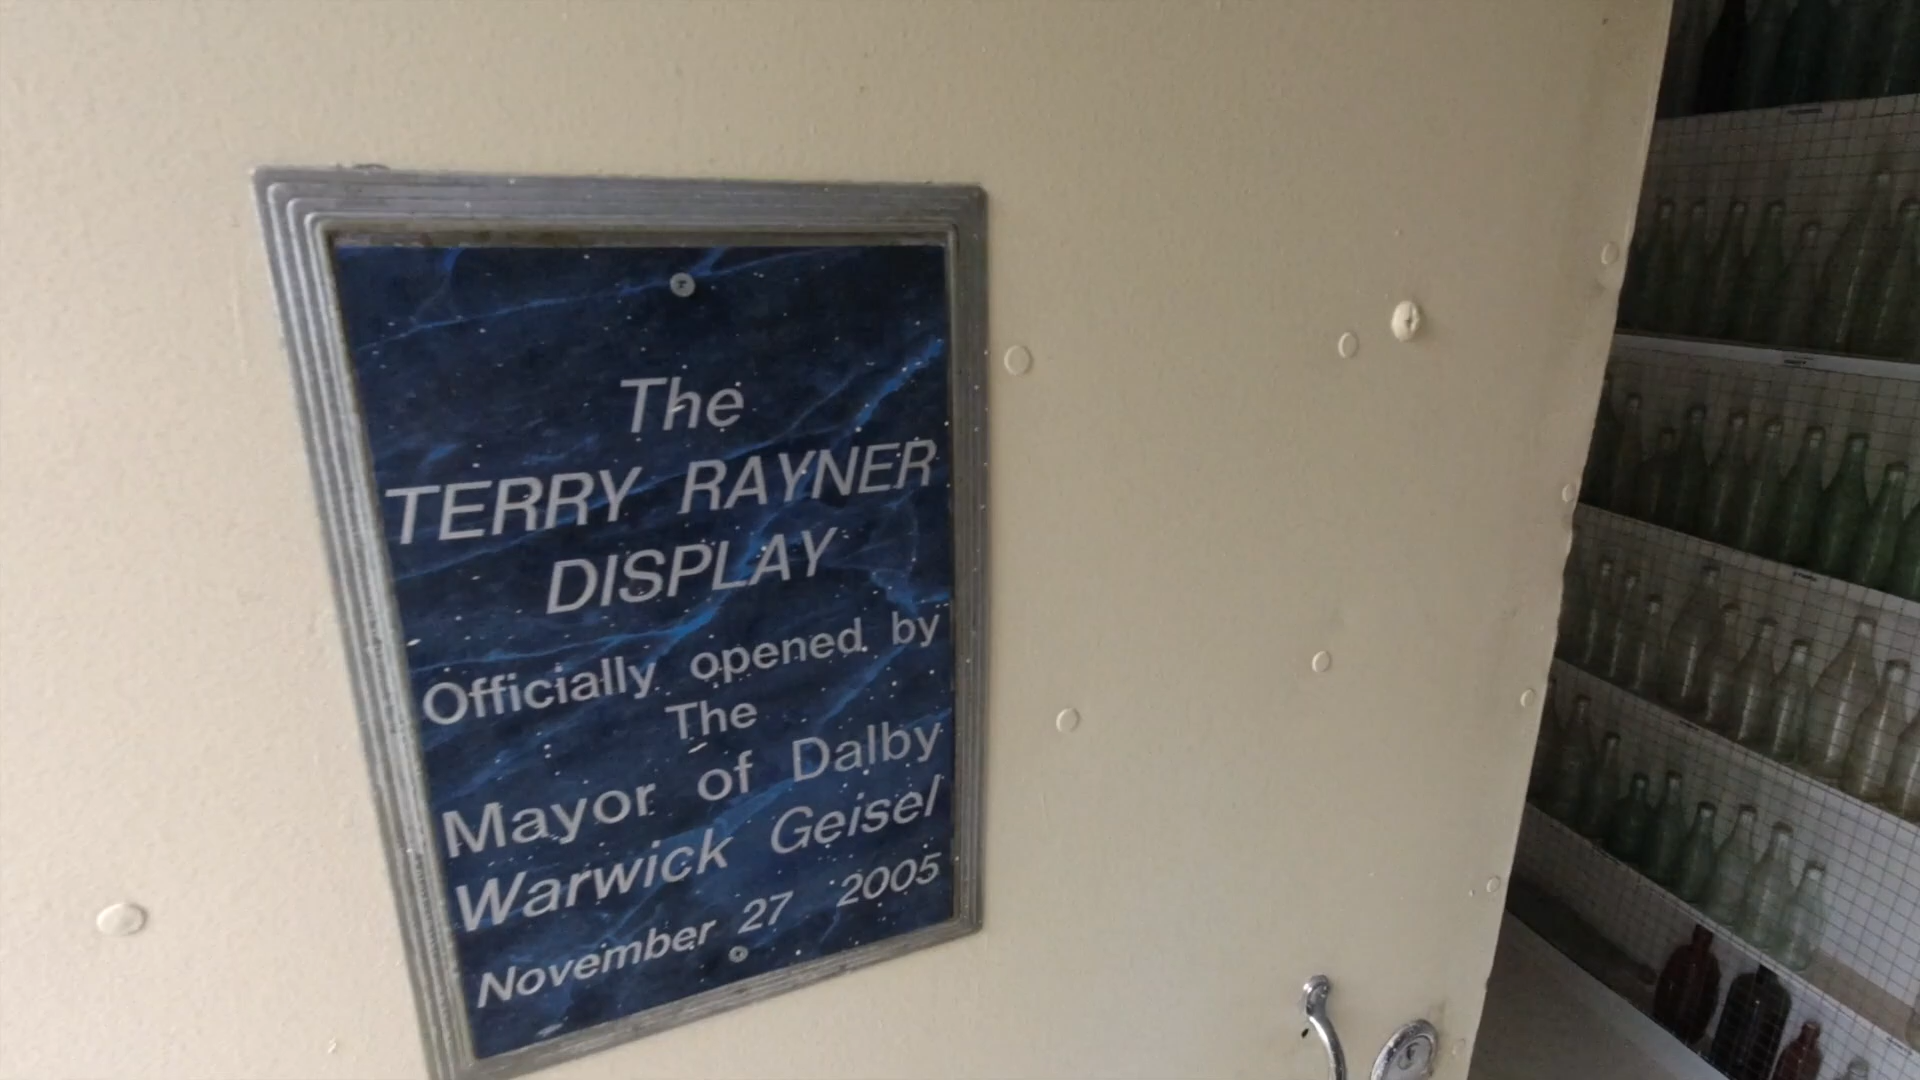 The
TERRY RAYNER
DISPLAY
Officially opened by
The
Mayor of Dalby
Warwick Geisel
November 27 2005